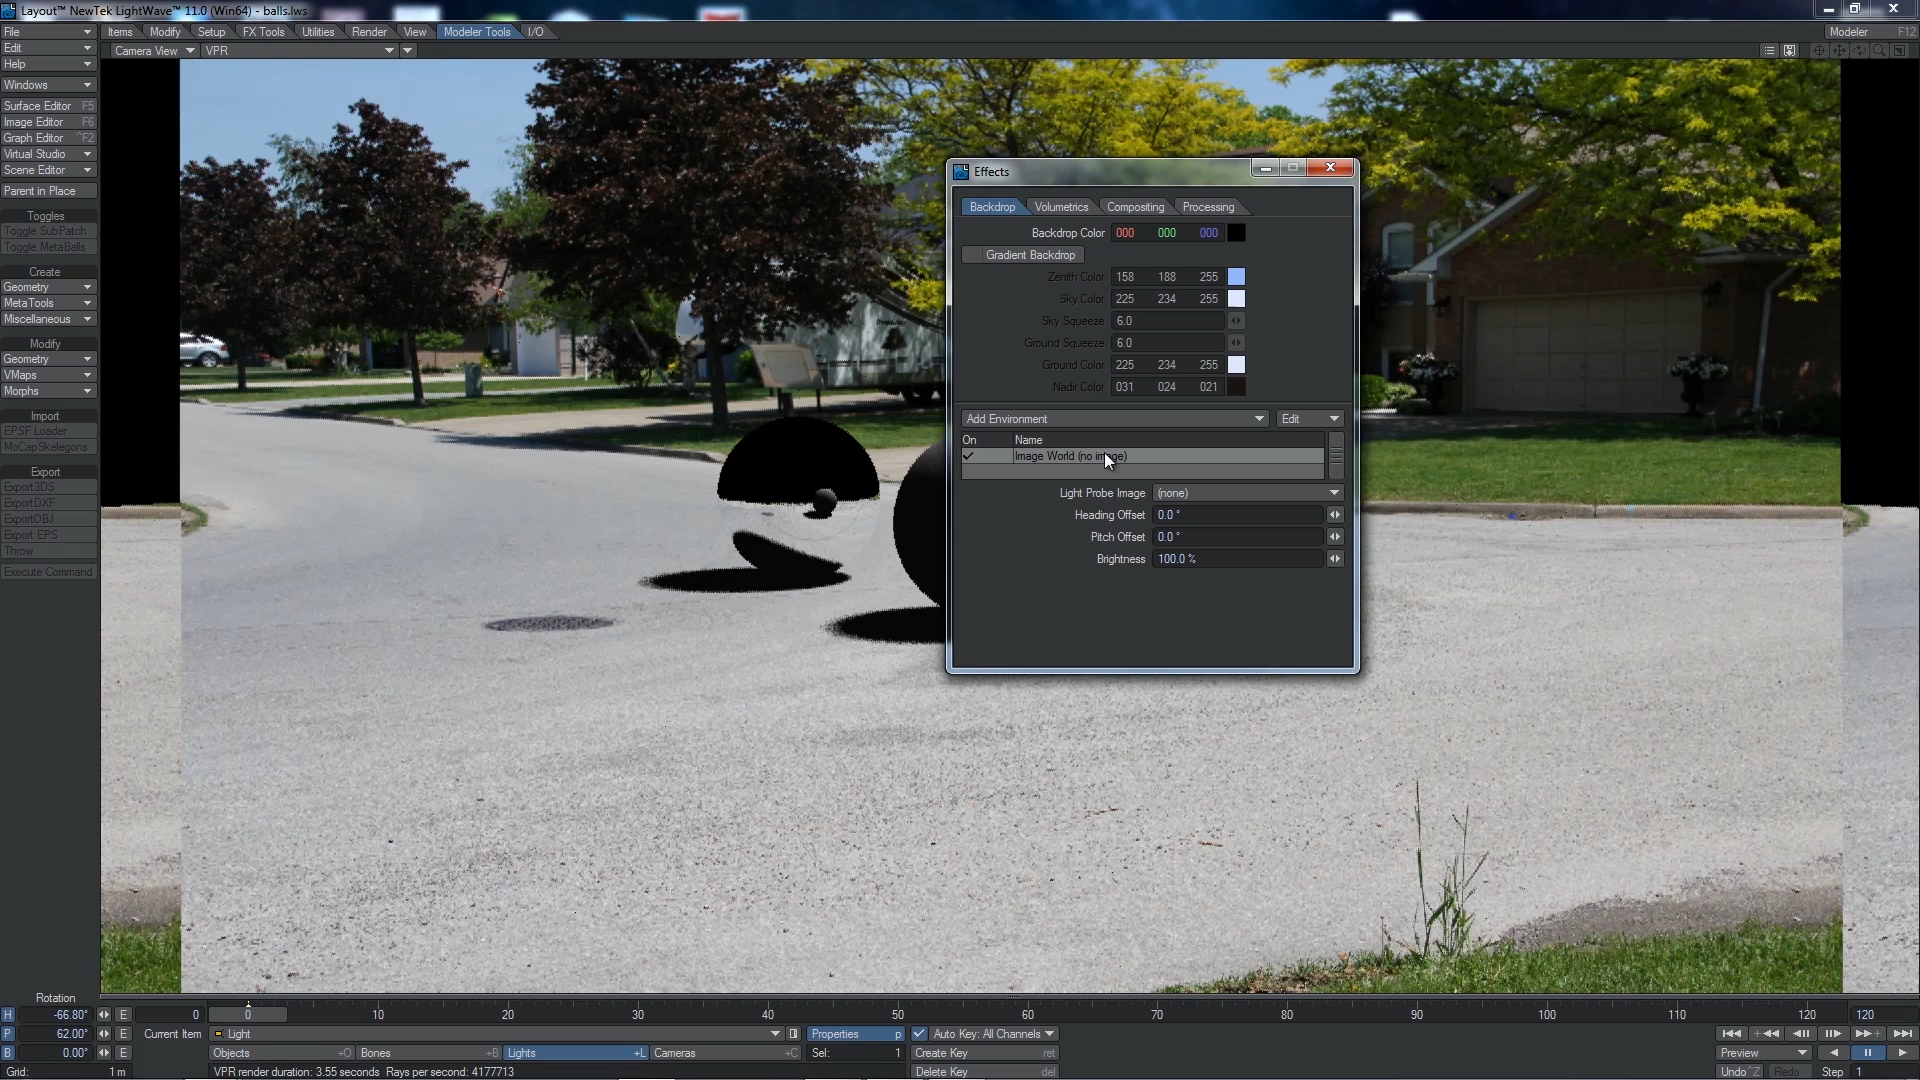 Layout™ NewTek LightWave™ 11.0 (Win64) - balls.lws
File Items Modify Setup FX Tools Utilities Render View Modeler Tools I/O Modeler F12
Edit Camera View VPR
Help
Windows
Surface Editor F5
Image Editor F6
Graph Editor ^F2
Virtual Studio
Scene Editor
Parent in Place
Toggles
Toggle SubPatch
Toggle MetaBalls
Create
Geometry
MetaTools
Miscellaneous
Modify
Geometry
VMaps
Morphs
Import
EPSF Loader
MoCapSkelegons
Export
Export3DS
ExportDXF
ExportOBJ
Export EPS
Throw
Execute Command
Effects
Backdrop Volumetrics Compositing Processing
Backdrop Color 000 000 000
Gradient Backdrop
Zenith Color 158 188 255
Sky Color 225 234 255
Sky Squeeze 6.0
Ground Squeeze 6.0
Ground Color 225 234 255
Nadir Color 031 024 021
Add Environment Edit
On Name
Image World (no image)
Light Probe Image (none)
Heading Offset 0.0 °
Pitch Offset 0.0 °
Brightness 100.0 %
Rotation
H -66.80° E 0 0 10 20 30 40 50 60 70 80 90 100 110 120 120
P 62.00° E Current Item Light Properties p Auto Key: All Channels
B 0.00° E Objects +O Bones +B Lights +L Cameras +C Sel: 1 Create Key ret Preview
Grid: 1 m VPR render duration: 3.55 seconds Rays per second: 4177713 Delete Key del Undo ^Z Redo Step 1